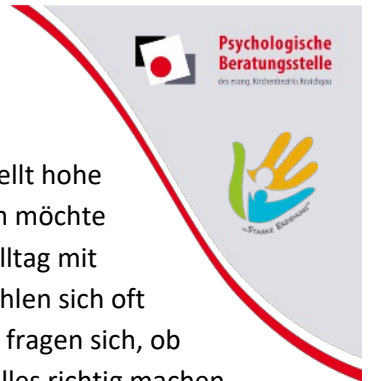 Psychologische
Beratungsstelle
des evang. Kirchenbezirks Kraichgau
„STARKE ERZIEHUNG“
ellt hohe
möchte
lltag mit
hlen sich oft
fragen sich, ob
lles richtig machen